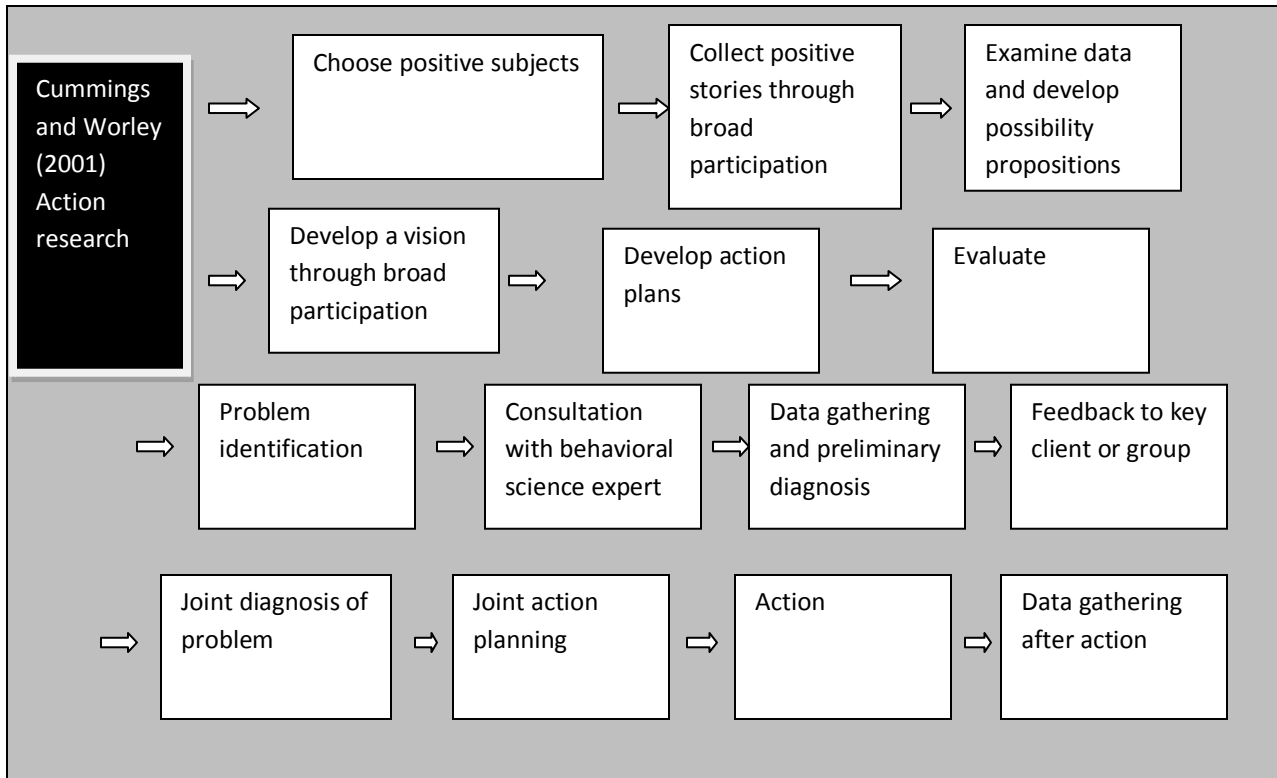 Cummings
and Worley
(2001)
Action
research
Choose positive subjects
Collect positive
stories through
broad
participation
Examine data
and develop
possibility
propositions
Develop a vision
through broad
participation
Develop action
plans
Evaluate
Problem
identification
Consultation
with behavioral
science expert
Data gathering
and preliminary
diagnosis
Feedback to key
client or group
Joint diagnosis of
problem
Joint action
planning
Action
Data gathering
after action